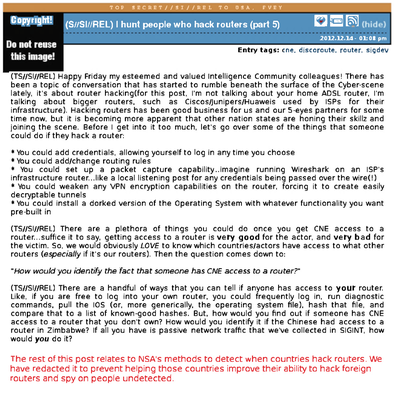 TOP SECRET//SI//REL TO USA, FVEY
Copyright!
Do not reuse
this image!
(S//SI//REL) I hunt people who hack routers (part 5)
(hide)
2012.12.14 - 01:08 pm
Entry tags: cne, discoroute, router, sigdev
(TS/SI//REL) Happy Friday my esteemed and valued Intelligence Community colleagues! There has
been a topic of conversation that has started to rumble beneath the surface of the Cyber-scene
lately, it's about router hacking(for this post, I'm not talking about your home ADSL router, I'm
talking about bigger routers, such as Ciscos/Junipers/Huaweis used by ISPs for their
infrastructure). Hacking routers has been good business for us and our 5-eyes partners for some
time now, but it is becoming more apparent that other nation states are honing their skillz and
joining the scene. Before I get into it too much, let's go over some of the things that someone
could do if they hack a router:
* You could add credentials, allowing yourself to log in any time you choose
* You could add/change routing rules
* You could set up a packet capture capability..imagine running Wireshark on an ISP's
infrastructure router...like a local listening post for any credentials being passed over the wire(!)
* You could weaken any VPN encryption capabilities on the router, forcing it to create easily
decryptable tunnels
* You could install a dorked version of the Operating System with whatever functionality you want
pre-built in
(TS//SI//REL) There are a plethora of things you could do once you get CNE access to a
router...suffice it to say, getting access to a router is very good for the actor, and very bad for
the victim. So, we would obviously LOVE to know which countries/actors have access to what other
routers (especially if it's our routers). Then the question comes down to:
"How would you identify the fact that someone has CNE access to a router?"
(TS//SI//REL) There are a handful of ways that you can tell if anyone has access to your router.
Like, if you are free to log into your own router, you could frequently log in, run diagnostic
commands, pull the IOS (or, more generically, the operating system file), hash that file, and
compare that to a list of known-good hashes. But, how would you find out if someone has CNE
access to a router that you don't own? How would you identify it if the Chinese had access to a
router in Zimbabwe? If all you have is passive network traffic that we've collected in SIGINT, how
would you do it?
The rest of this post relates to NSA's methods to detect when countries hack routers. We
have redacted it to prevent helping those countries improve their ability to hack foreign
routers and spy on people undetected.